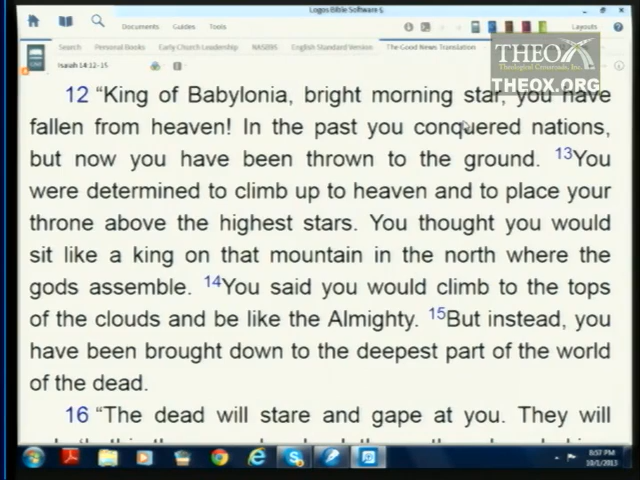 Logos Bible Software 5
Documents Guides Tools Layouts
Search Personal Books Early Church Leadership NASB95 English Standard Version The Good News Translation
Isaiah 14:12-15
THEOX
THEOX.ORG
12 “King of Babylonia, bright morning star, you have
fallen from heaven! In the past you conquered nations,
but now you have been thrown to the ground. 13You
were determined to climb up to heaven and to place your
throne above the highest stars. You thought you would
sit like a king on that mountain in the north where the
gods assemble. 14You said you would climb to the tops
of the clouds and be like the Almighty. 15But instead, you
have been brought down to the deepest part of the world
of the dead.
16 “The dead will stare and gape at you. They will
8:57 PM
10/1/2013